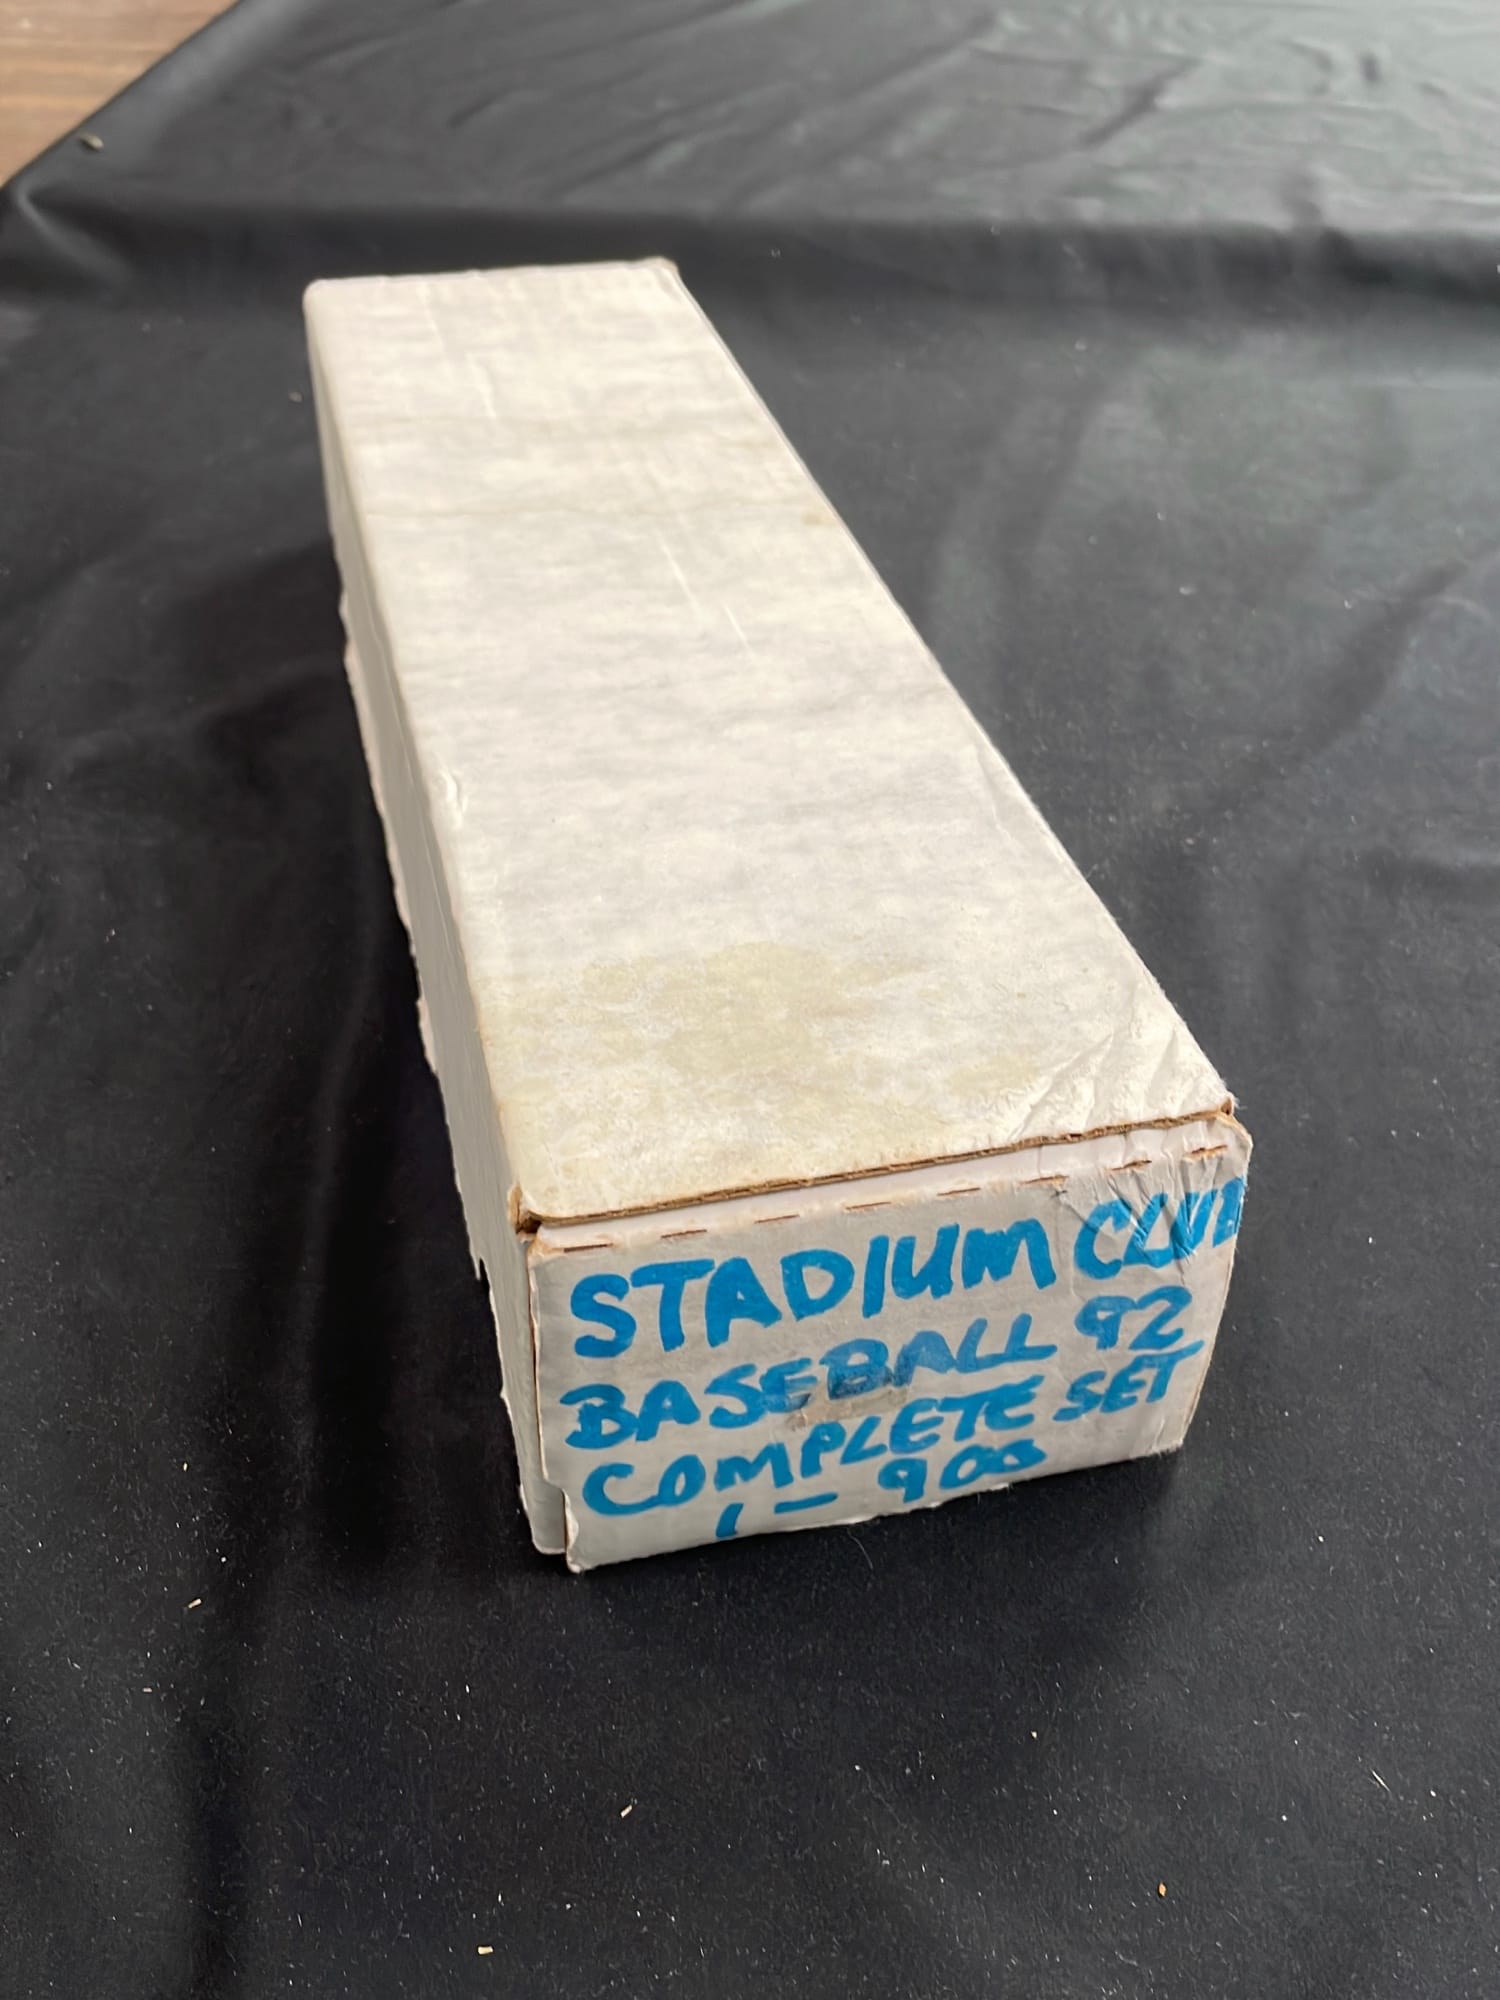 STADIUM CLUB
BASEBALL 92
COMPLETE SET
1 - 900